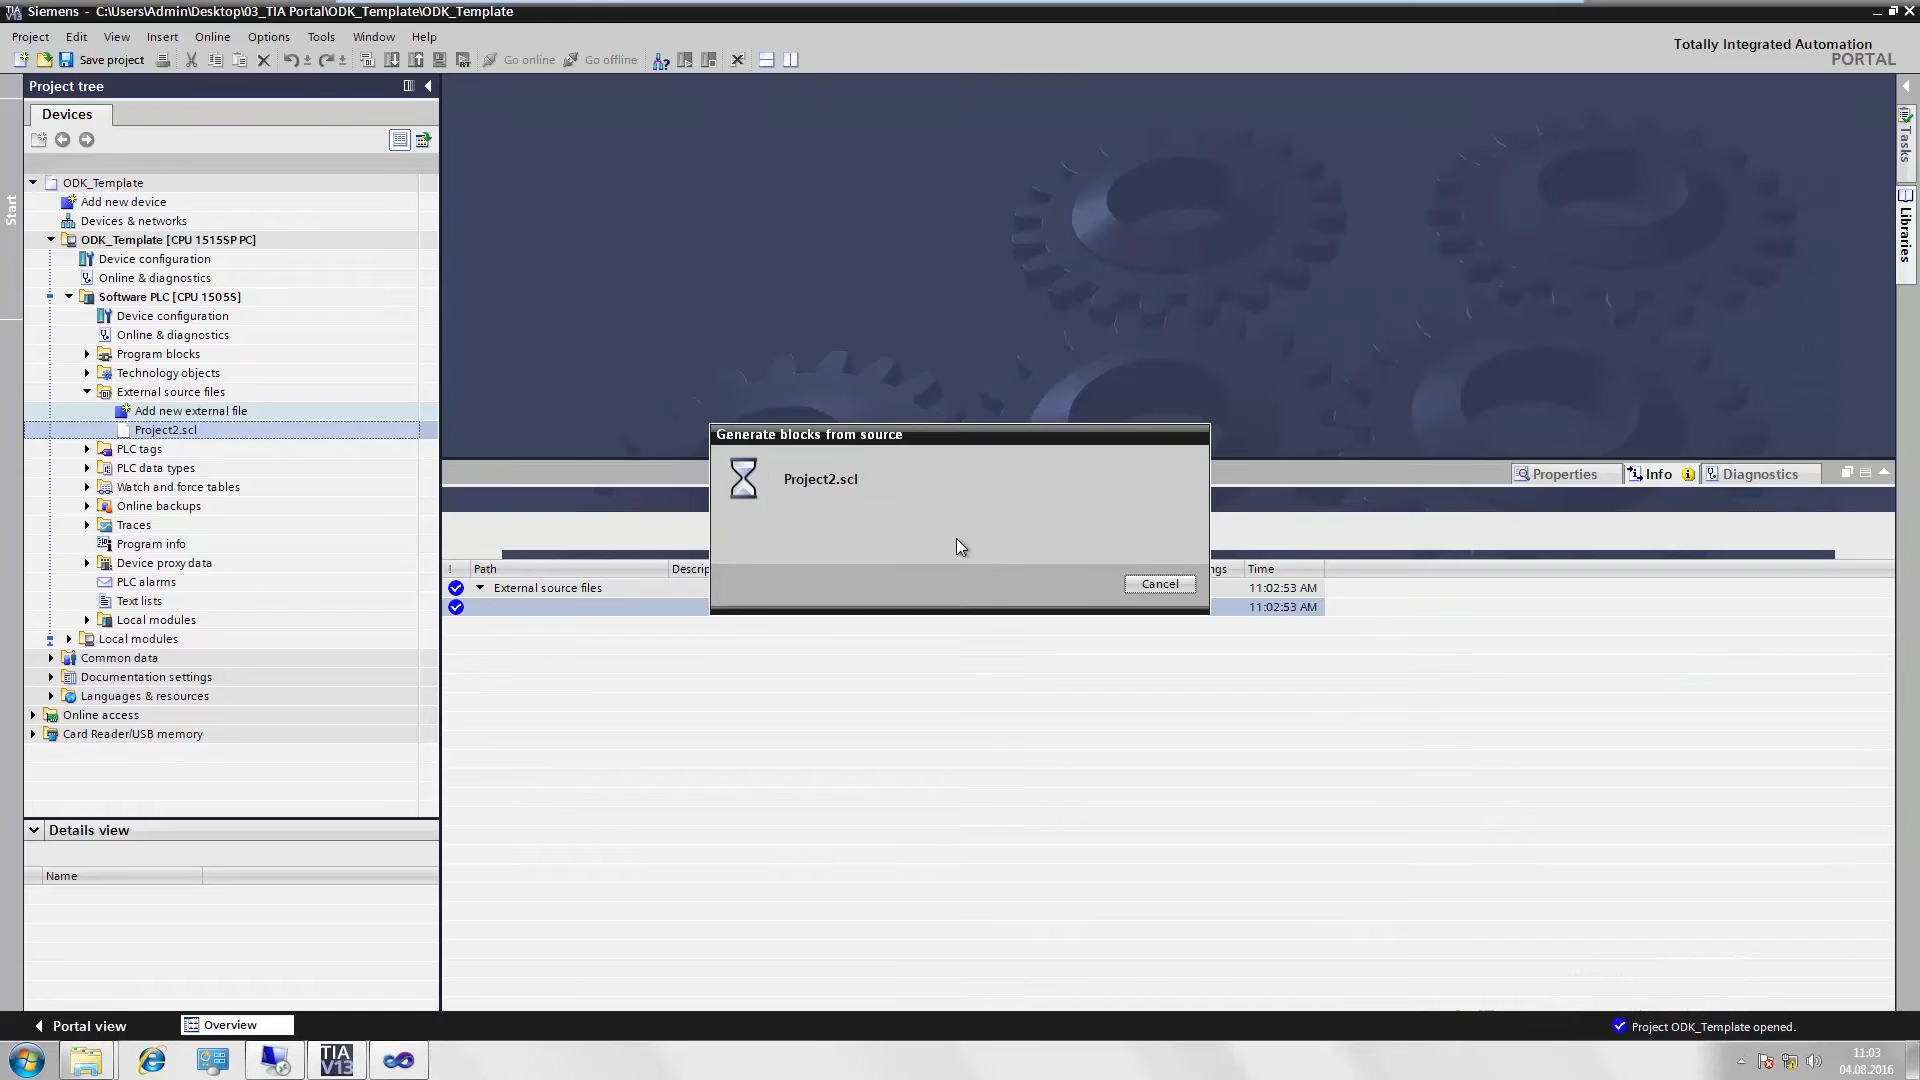 Siemens - C:\Users\Admin\Desktop\03_TIA Portal\ODK_Template\ODK_Template
Project Edit View Insert Online Options Tools Window Help
Totally Integrated Automation
PORTAL
Save project
Go online
Go offline
Project tree
Devices
Start
ODK_Template
Add new device
Devices & networks
ODK_Template [CPU 1515SP PC]
Device configuration
Online & diagnostics
Software PLC [CPU 1505S]
Device configuration
Online & diagnostics
Program blocks
Technology objects
External source files
Add new external file
Project2.scl
PLC tags
PLC data types
Watch and force tables
Online backups
Traces
Program info
Device proxy data
PLC alarms
Text lists
Local modules
Local modules
Common data
Documentation settings
Languages & resources
Online access
Card Reader/USB memory
Details view
Name
Generate blocks from source
Project2.scl
Cancel
Properties
Info
Diagnostics
! Path Descrip ngs Time
External source files 11:02:53 AM
11:02:53 AM
Tasks
Libraries
Portal view
Overview
Project ODK_Template opened.
TIA V13
11:03
04.08.2016